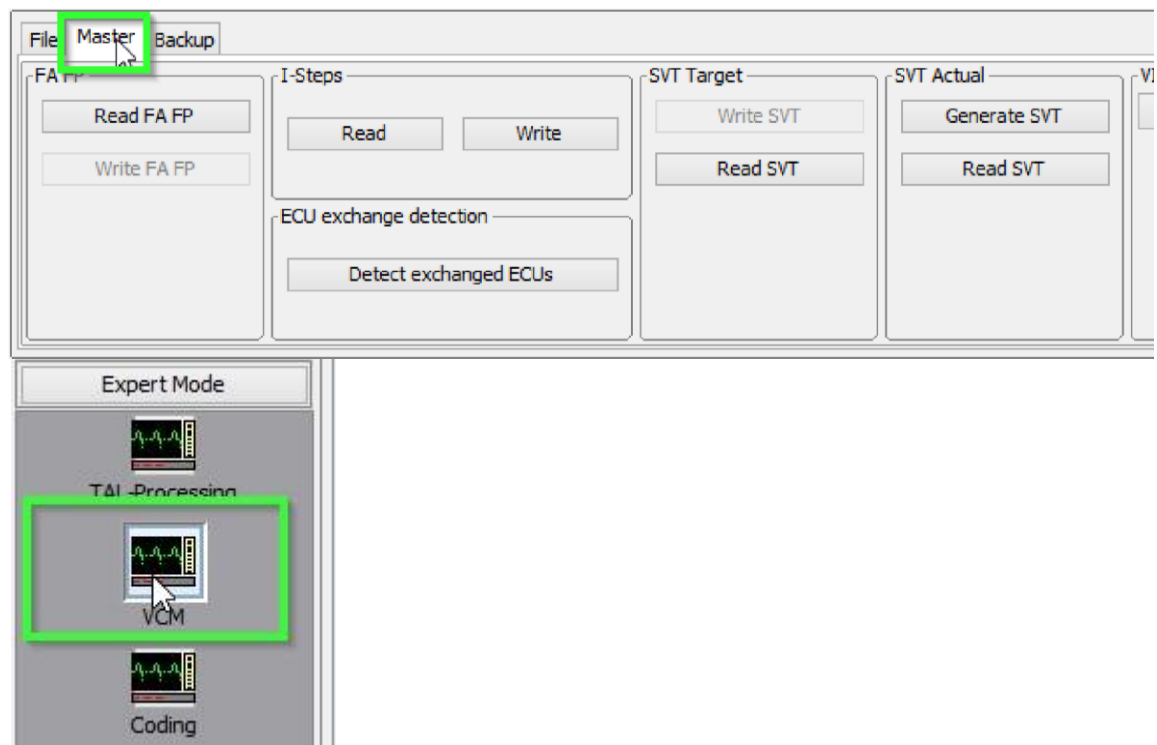 File Master Backup
FA FP
Read FA FP
Write FA FP
I-Steps
Read Write
ECU exchange detection
Detect exchanged ECUs
SVT Target
Write SVT
Read SVT
SVT Actual
Generate SVT
Read SVT
Expert Mode
TAL-Processing
VCM
Coding